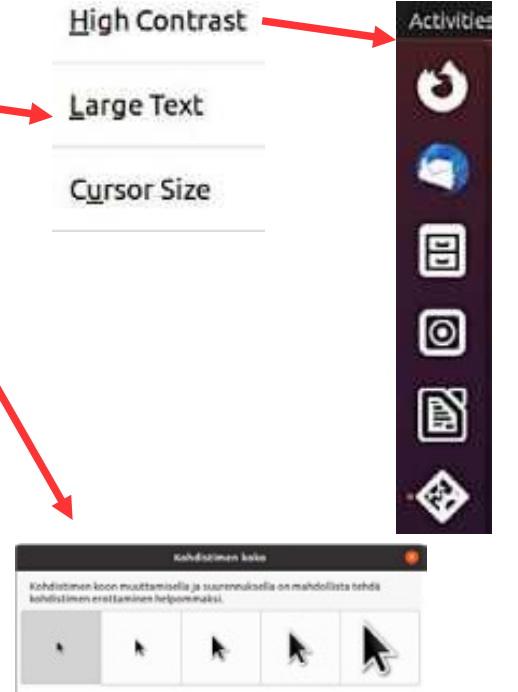 High Contrast
Activities
Large Text
Cursor Size
Kohdistimen koko
Kohdistimen koon muuttamisella ja suurennuksella on mahdollista tehdä
kohdistimen erottaminen helpommaksi.